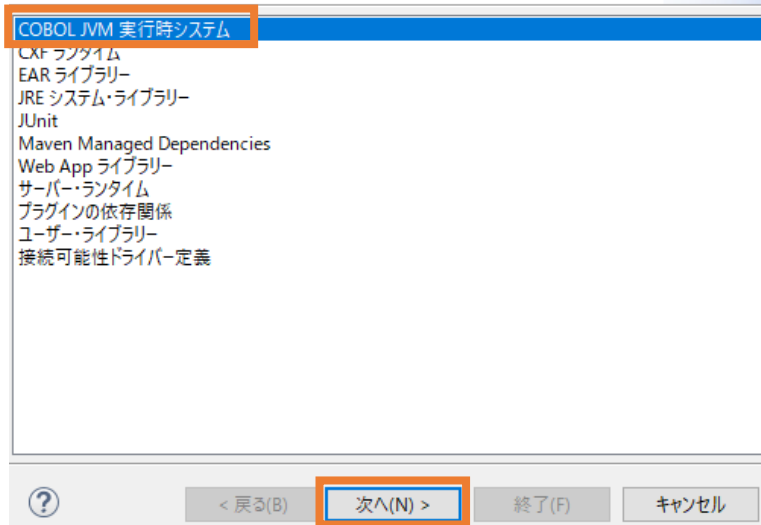 COBOL JVM 実行時システム
CXF ランタイム
EAR ライブラリー
JRE システム・ライブラリー
JUnit
Maven Managed Dependencies
Web App ライブラリー
サーバー・ランタイム
プラグインの依存関係
ユーザー・ライブラリー
接続可能性ドライバー定義
? < 戻る(B) 次へ(N) > 終了(F) キャンセル